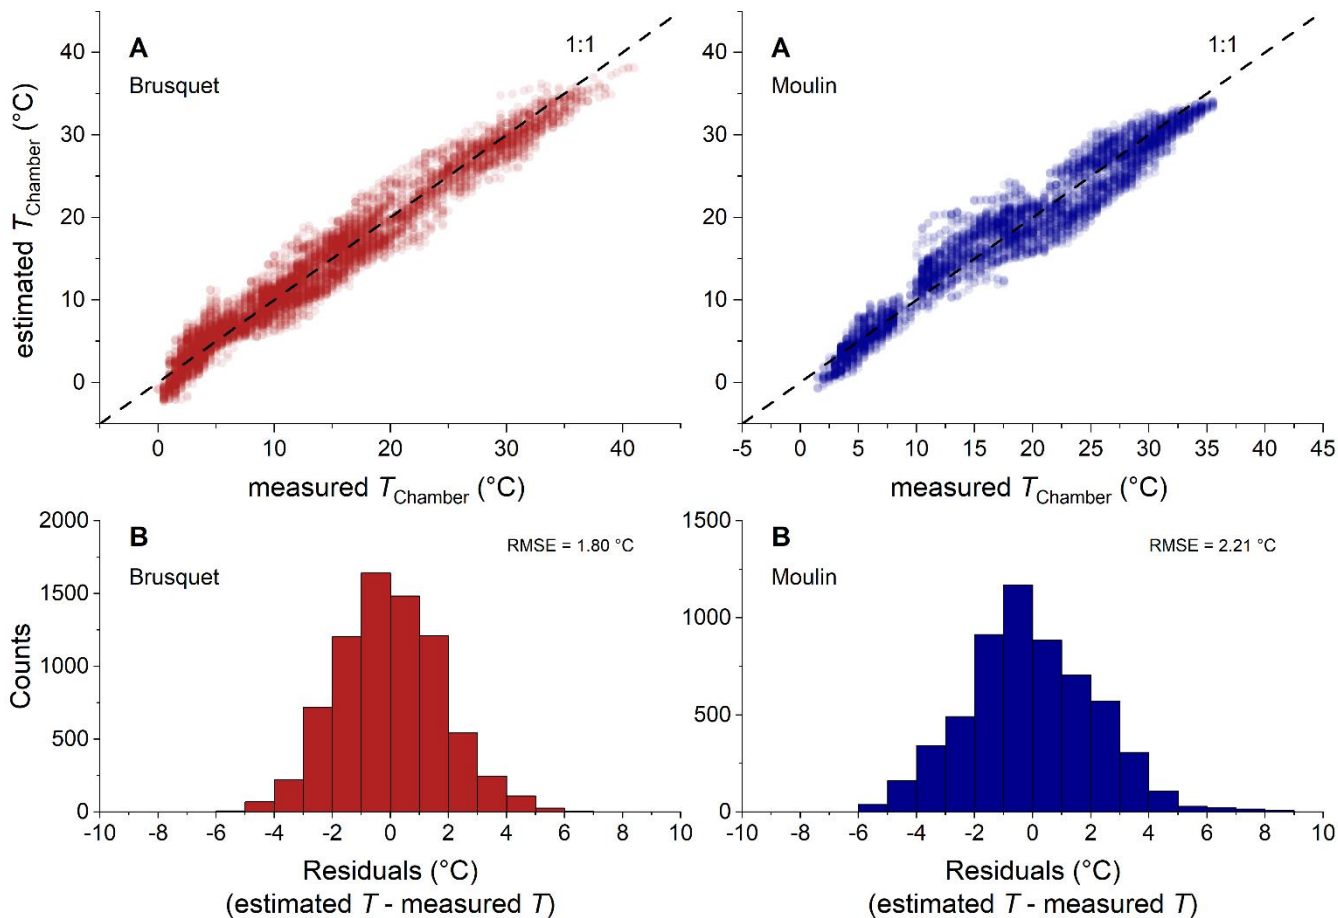 A
Brusquet
1:1
estimated T_Chamber (°C)
40
30
20
10
0
0 10 20 30 40
measured T_Chamber (°C)
A
Moulin
1:1
40
30
20
10
0
-5 0 5 10 15 20 25 30 35 40 45
measured T_Chamber (°C)
B
Brusquet
RMSE = 1.80 °C
Counts
2000
1500
1000
500
0
-10 -8 -6 -4 -2 0 2 4 6 8 10
Residuals (°C)
(estimated T - measured T)
B
Moulin
RMSE = 2.21 °C
1500
1000
500
0
-10 -8 -6 -4 -2 0 2 4 6 8 10
Residuals (°C)
(estimated T - measured T)